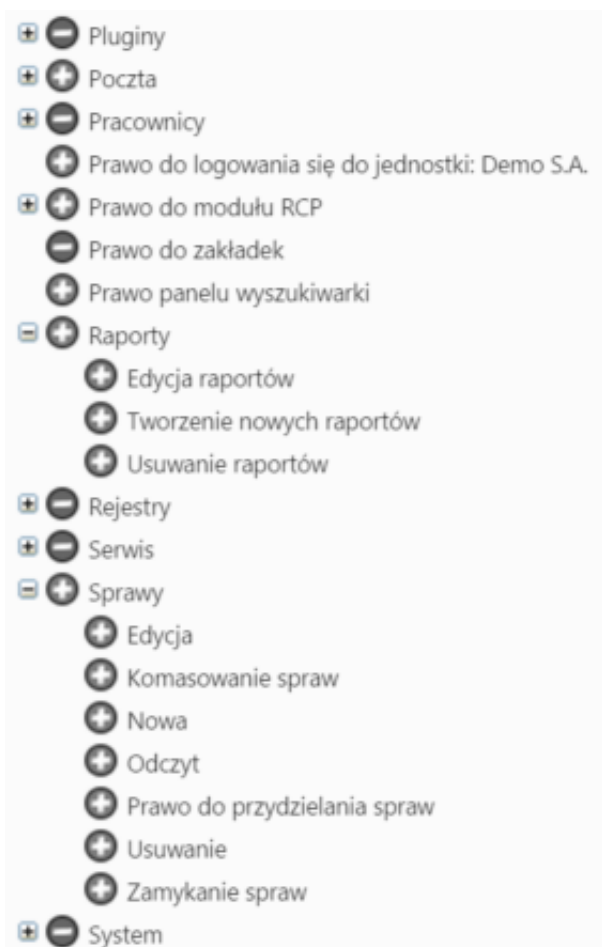 Pluginy
Poczta
Pracownicy
Prawo do logowania się do jednostki: Demo S.A.
Prawo do modułu RCP
Prawo do zakładek
Prawo panelu wyszukiwarki
Raporty
Edycja raportów
Tworzenie nowych raportów
Usuwanie raportów
Rejestry
Serwis
Sprawy
Edycja
Komasowanie spraw
Nowa
Odczyt
Prawo do przydzielania spraw
Usuwanie
Zamykanie spraw
System